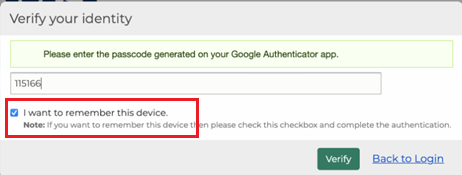 Verify your identity
Please enter the passcode generated on your Google Authenticator app.
115166
I want to remember this device.
Note: If you want to remember this device then please check this checkbox and complete the authentication.
Verify Back to Login